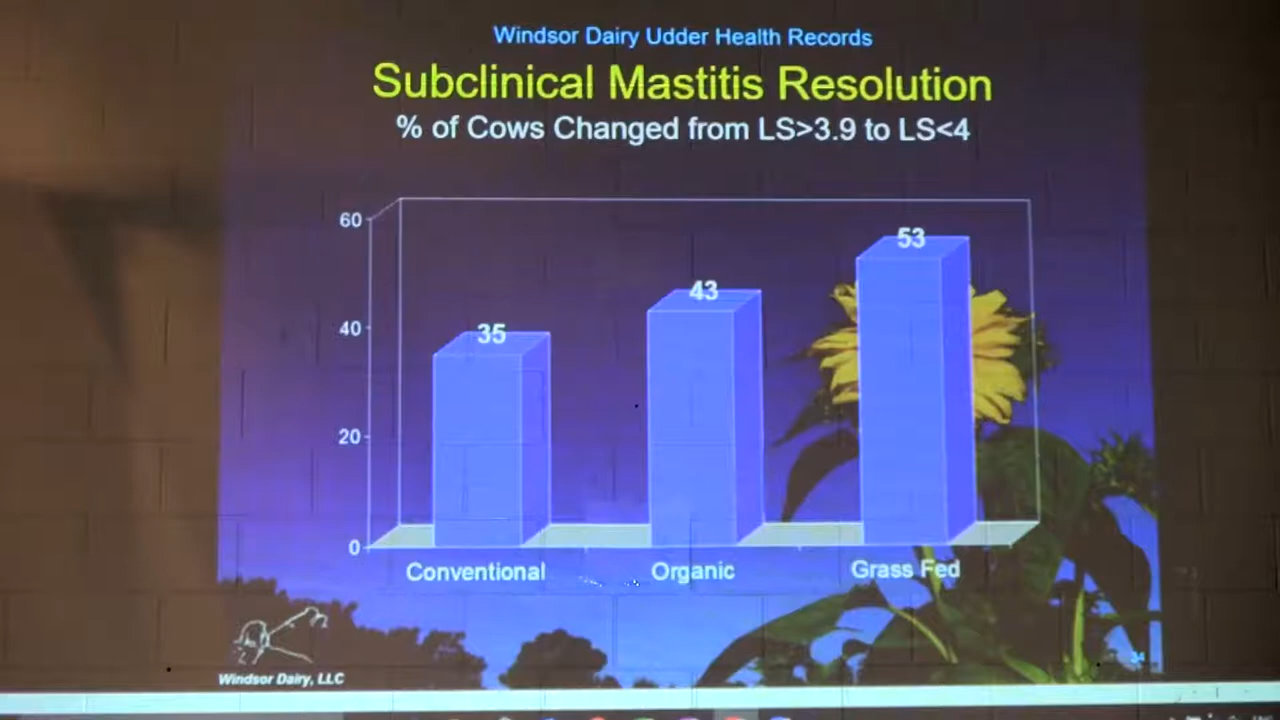 Windsor Dairy Udder Health Records
Subclinical Mastitis Resolution
% of Cows Changed from LS>3.9 to LS<4
60
40
20
0
35
43
53
Conventional
Organic
Grass Fed
Windsor Dairy, LLC
34